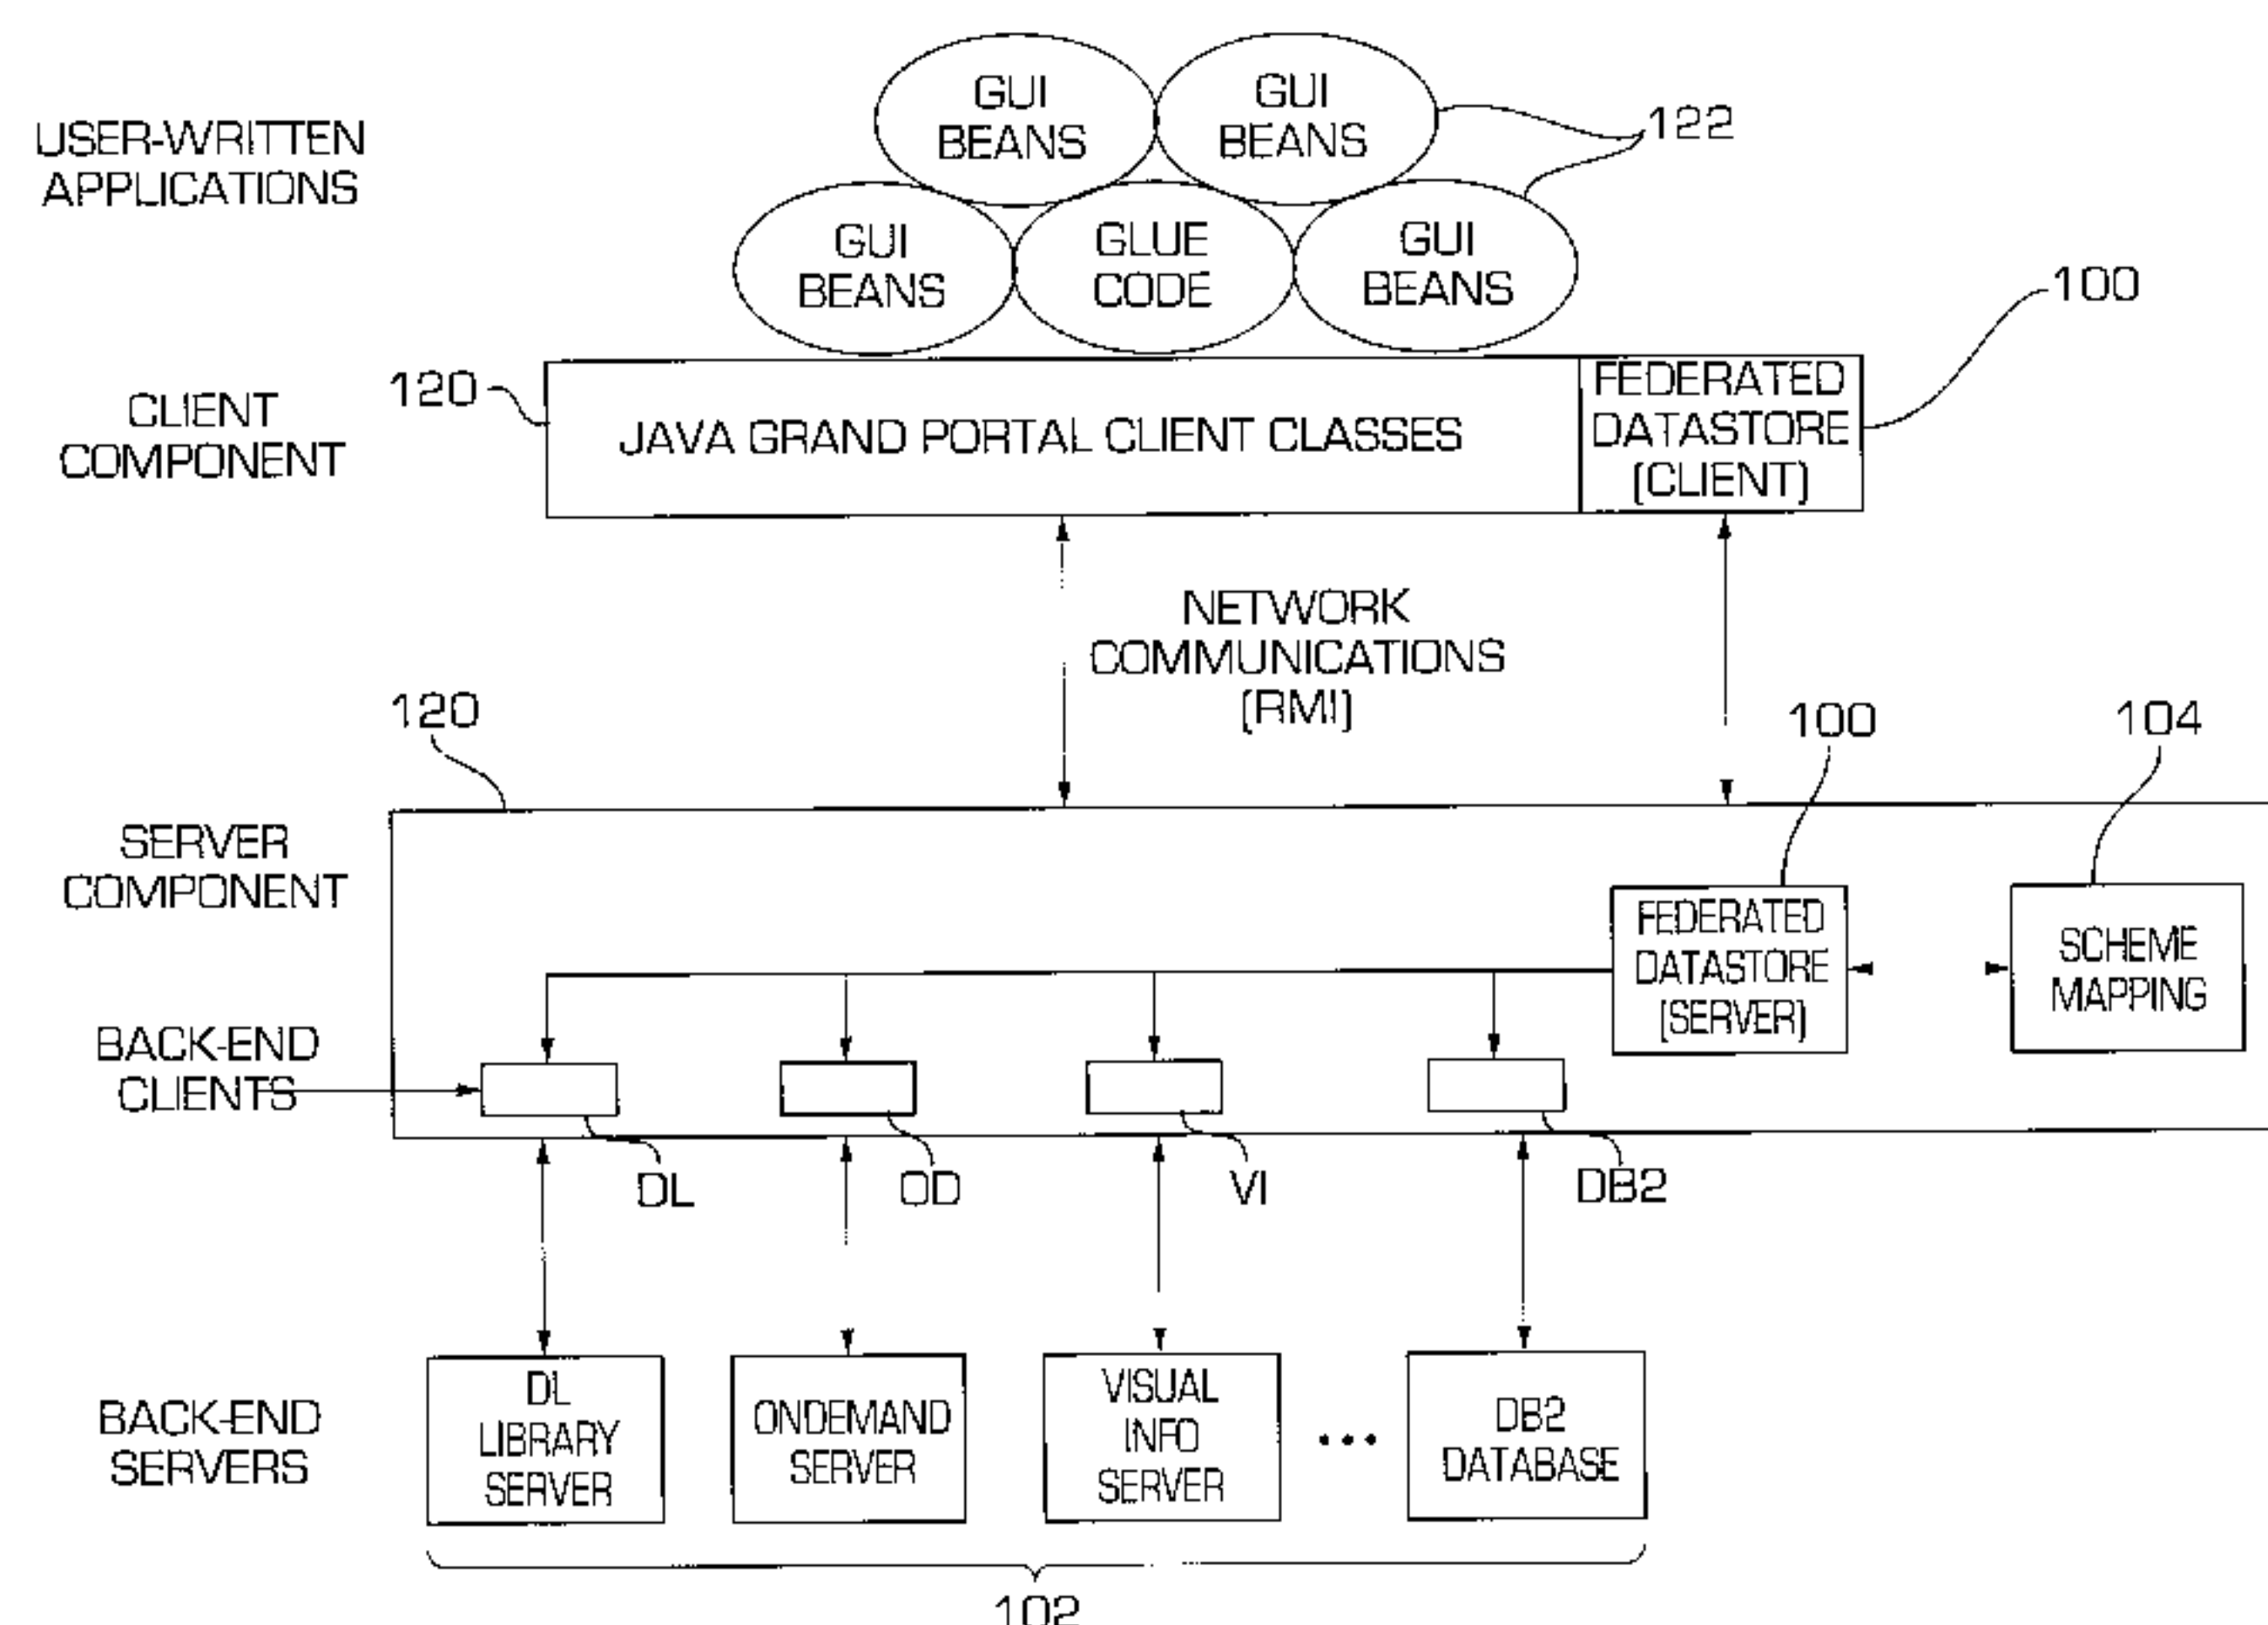 GUI
BEANS
GUI
BEANS
122
USER-WRITTEN
APPLICATIONS
GUI
BEANS
GLUE
CODE
GUI
BEANS
100
120
CLIENT
COMPONENT
JAVA GRAND PORTAL CLIENT CLASSES
FEDERATED
DATASTORE
(CLIENT)
NETWORK
COMMUNICATIONS
(RMI)
120
100
104
SERVER
COMPONENT
FEDERATED
DATASTORE
(SERVER)
SCHEME
MAPPING
BACK-END
CLIENTS
DL
OD
VI
DB2
BACK-END
SERVERS
DL
LIBRARY
SERVER
ONDEMAND
SERVER
VISUAL
INFO
SERVER
•••
DB2
DATABASE
102